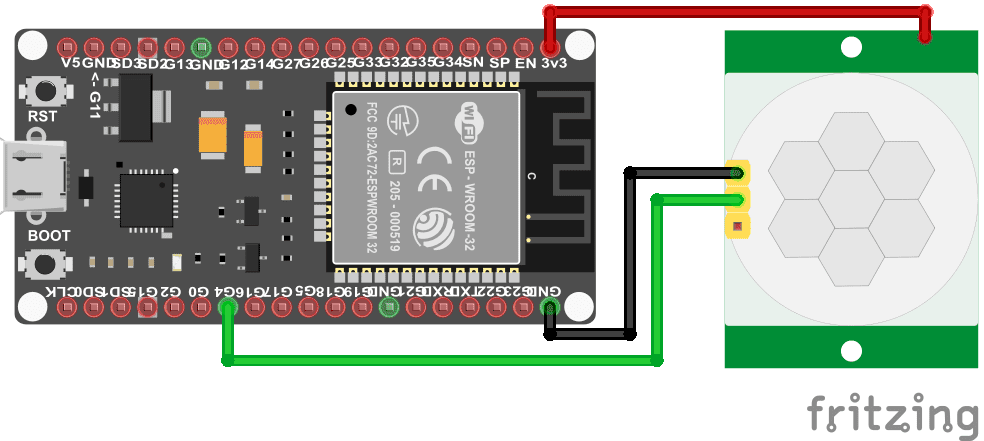 V5 GND SD3 SD2 G13 GND G12 G14 G27 G26 G25 G33 G32 G35 G34 SN SP EN 3v3
<- G11
RST
WiFi
ESP- WROOM -32
CE
R
205 - 000519
FCC 9D:2AC72-ESPWROOM 32
C
BOOT
CLK SD0 SD1 G15 G2 G0 G4 G16 G17 G5 G18 G19 GND G21 RXD TXD G22 G23 GND
fritzing